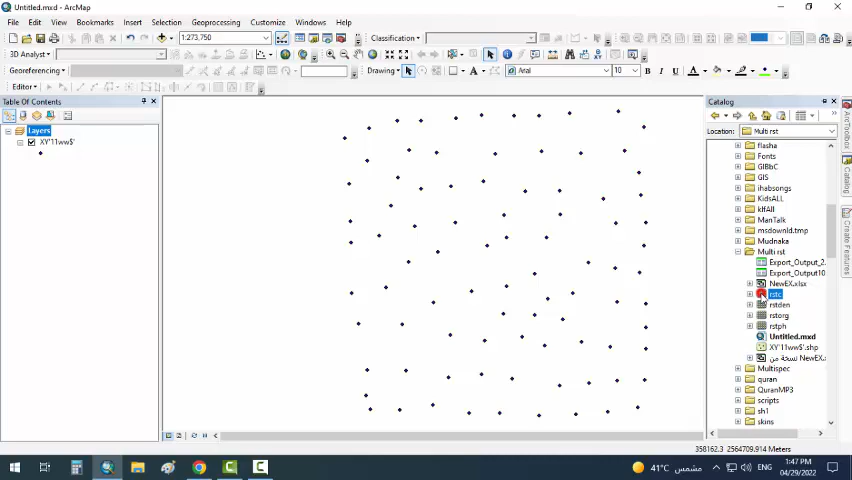 Untitled.mxd - ArcMap
File Edit View Bookmarks Insert Selection Geoprocessing Customize Windows Help
1:273,750
Classification
3D Analyst
Georeferencing
Drawing
Arial
10
B I U A
Editor
Table Of Contents
Layers
XY'11ww$'
Catalog
Location: Multi rst
flasha
Fonts
GIS
ihabsongs
KidsALL
ManTalk
msdownld.tmp
Mudnaka
Multi rst
Export_Output_2.
Export_Output10
NewEX.xlsx
rstc
rstden
rstorg
rstph
Untitled.mxd
XY'11ww$'.shp
نسخة من NewEX.x
Multispec
quran
QuranMP3
scripts
sh1
skins
ArcToolbox
Catalog
Create Features
358162.3 2564709.914 Meters
41°C مشمس
ENG
1:47 PM
04/29/2022